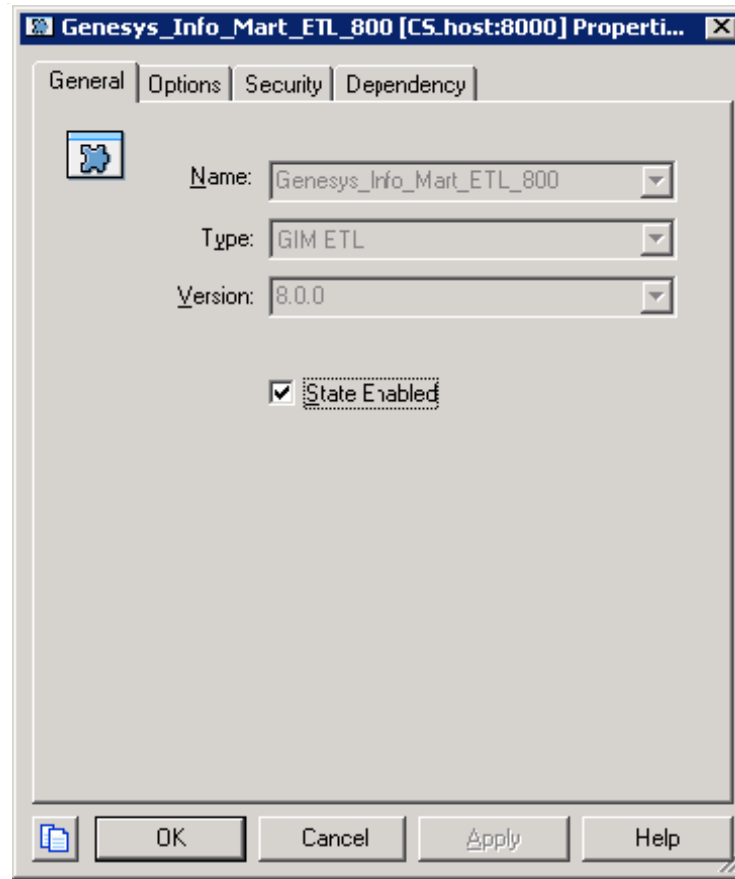 Genesys_Info_Mart_ETL_800 [CS_host:8000] Properti...
General Options Security Dependency
Name: Genesys_Info_Mart_ETL_800
Type: GIM ETL
Version: 8.0.0
State Enabled
OK Cancel Apply Help